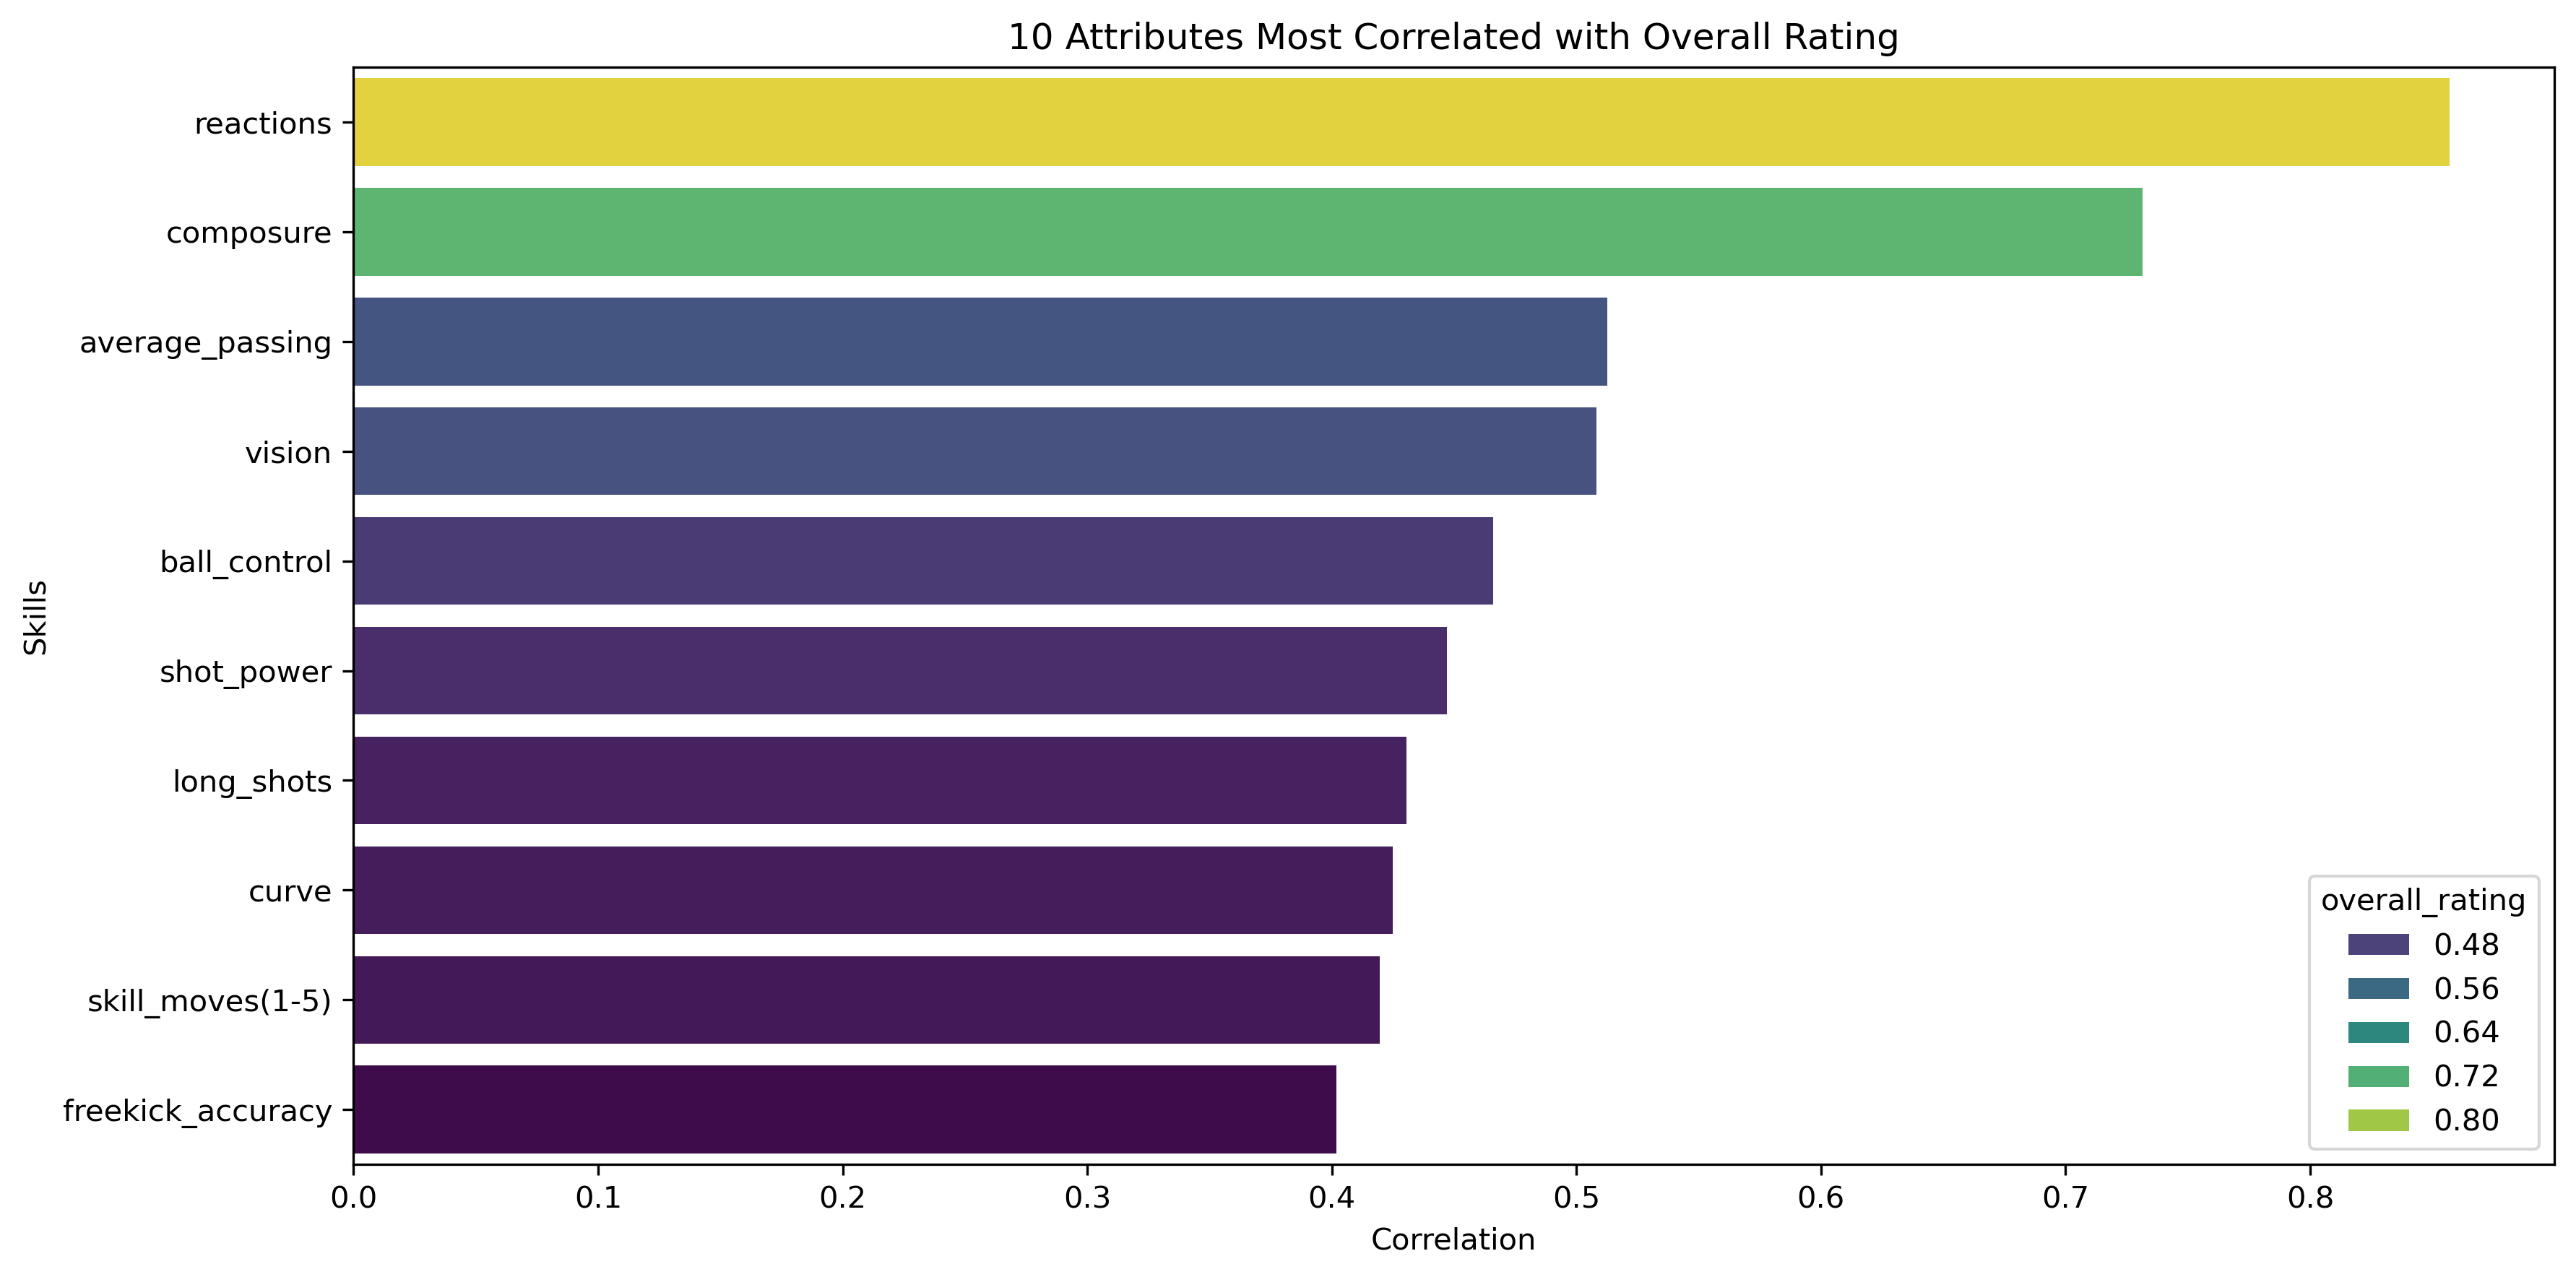 10 Attributes Most Correlated with Overall Rating
Skills
reactions
composure
average_passing
vision
ball_control
shot_power
long_shots
curve
skill_moves(1-5)
freekick_accuracy
overall_rating
0.48
0.56
0.64
0.72
0.80
0.0 0.1 0.2 0.3 0.4 0.5 0.6 0.7 0.8
Correlation